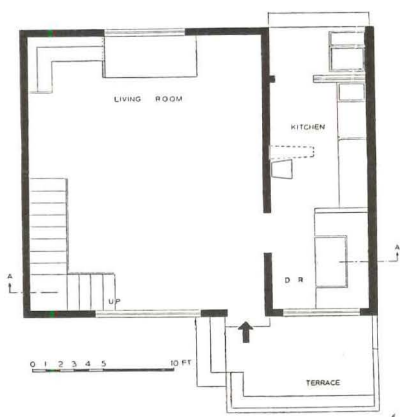 LIVING ROOM
KITCHEN
A
A
D R
UP
0 1 2 3 4 5 10 FT
TERRACE